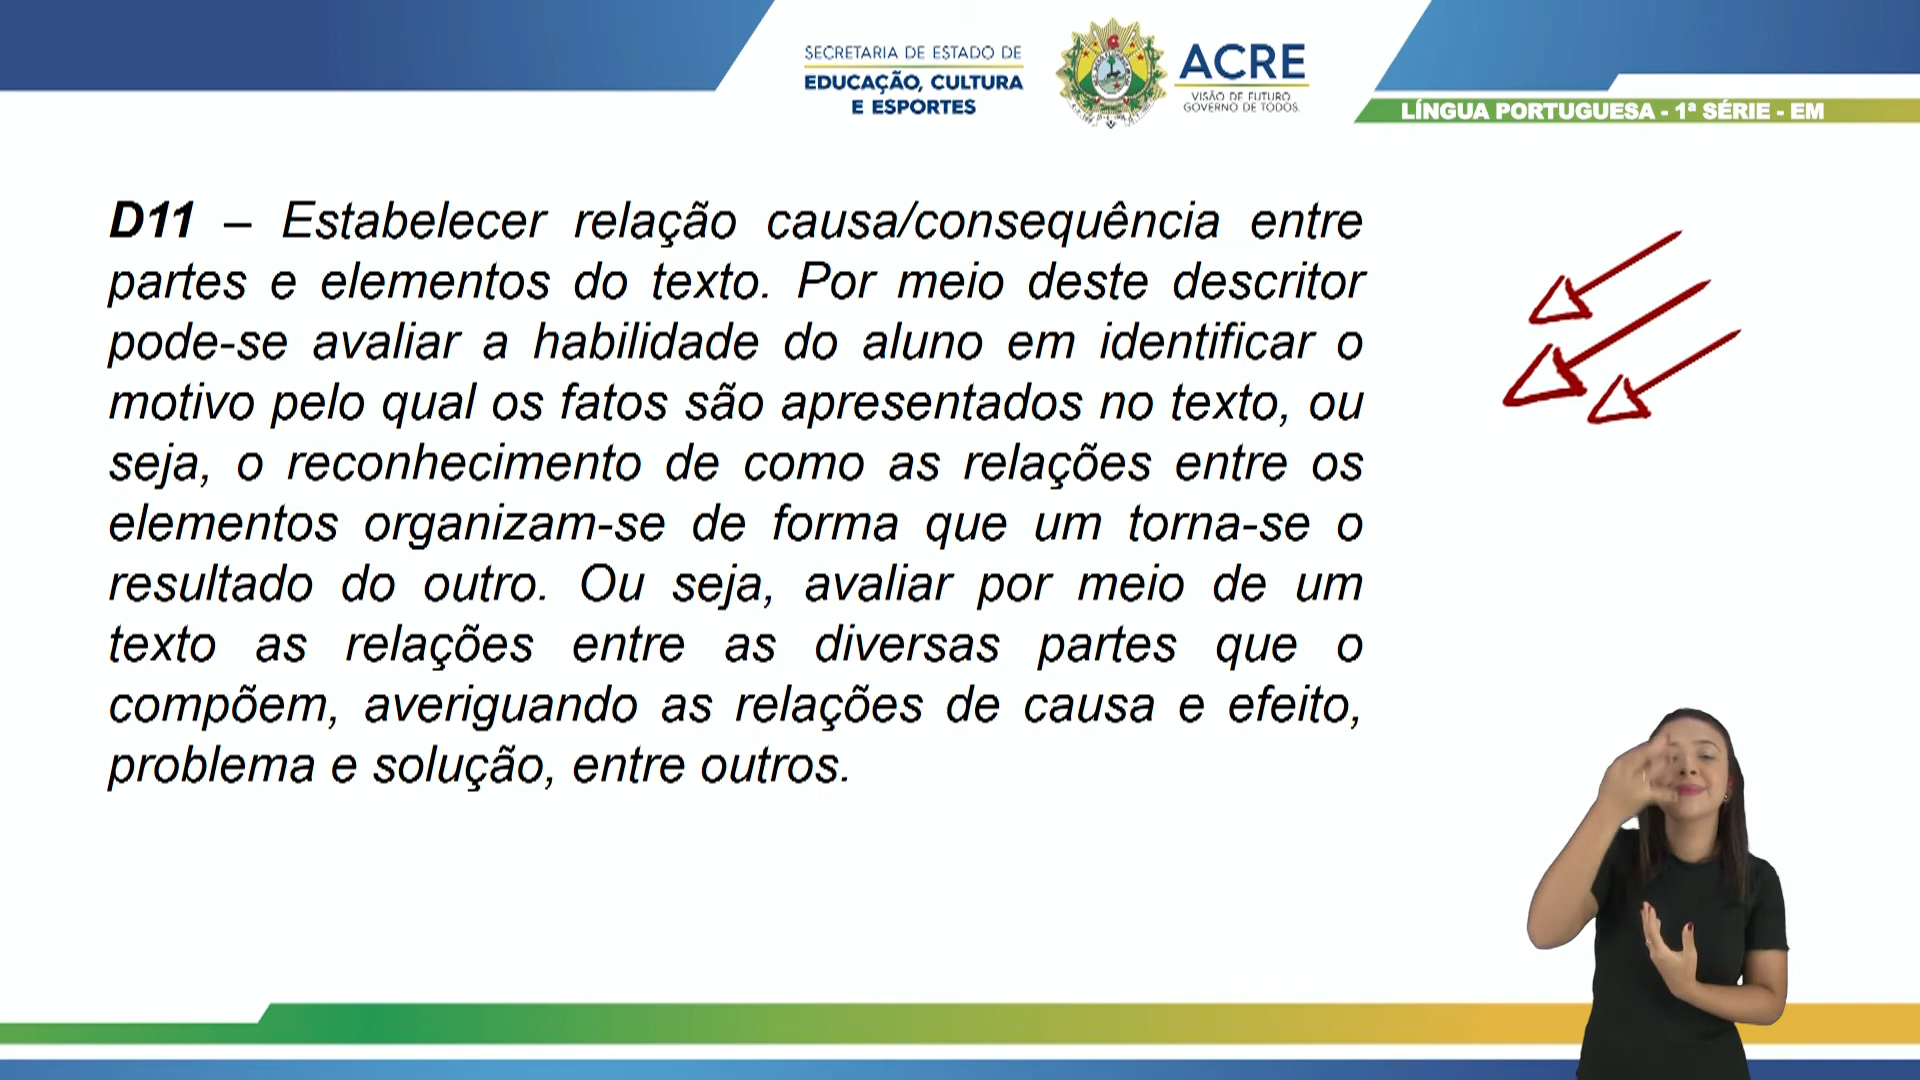 SECRETARIA DE ESTADO DE
EDUCAÇÃO, CULTURA
E ESPORTES
ACRE
VISÃO DE FUTURO
GOVERNO DE TODOS.
LÍNGUA PORTUGUESA - 1ª SÉRIE - EM
D11 – Estabelecer relação causa/consequência entre
partes e elementos do texto. Por meio deste descritor
pode-se avaliar a habilidade do aluno em identificar o
motivo pelo qual os fatos são apresentados no texto, ou
seja, o reconhecimento de como as relações entre os
elementos organizam-se de forma que um torna-se o
resultado do outro. Ou seja, avaliar por meio de um
texto as relações entre as diversas partes que o
compõem, averiguando as relações de causa e efeito,
problema e solução, entre outros.